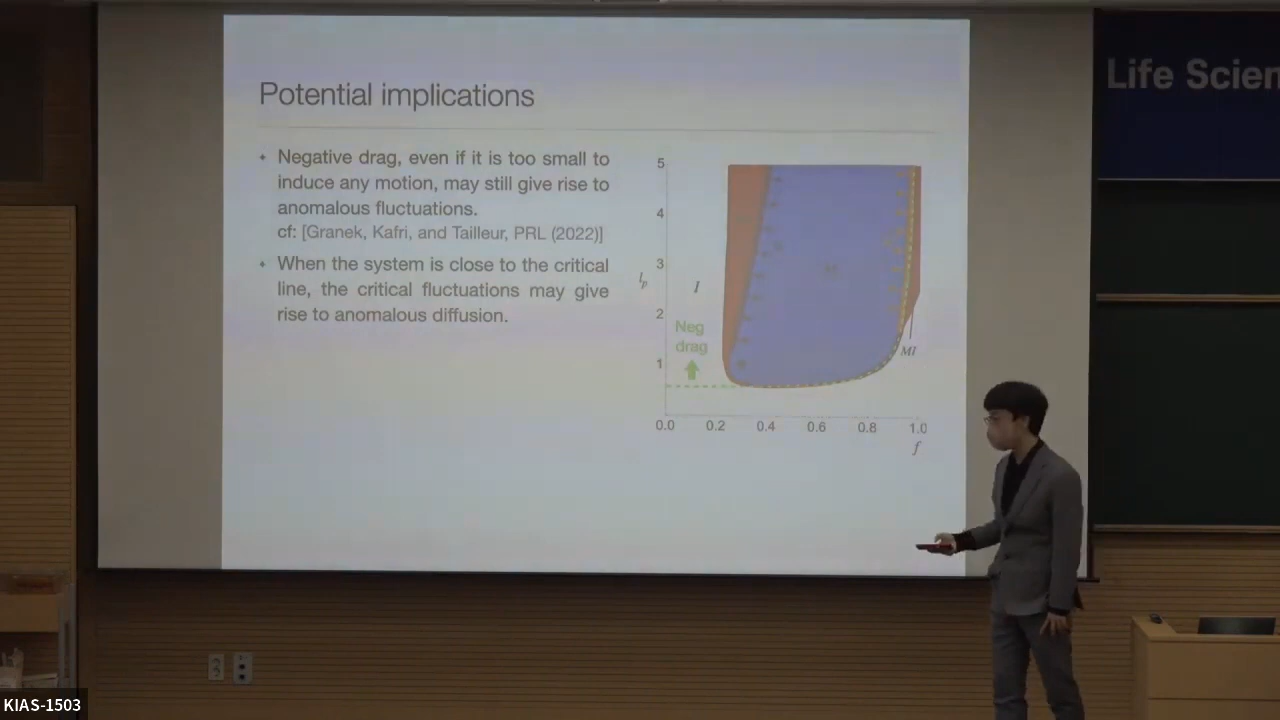 Life Scien
Potential implications
• Negative drag, even if it is too small to
induce any motion, may still give rise to
anomalous fluctuations.
cf: [Granek, Kafri, and Tailleur, PRL (2022)]
• When the system is close to the critical
line, the critical fluctuations may give
rise to anomalous diffusion.
5
4
3
2
1
l_p
I
Neg
drag
MI
0.0 0.2 0.4 0.6 0.8 1.0
f
KIAS-1503